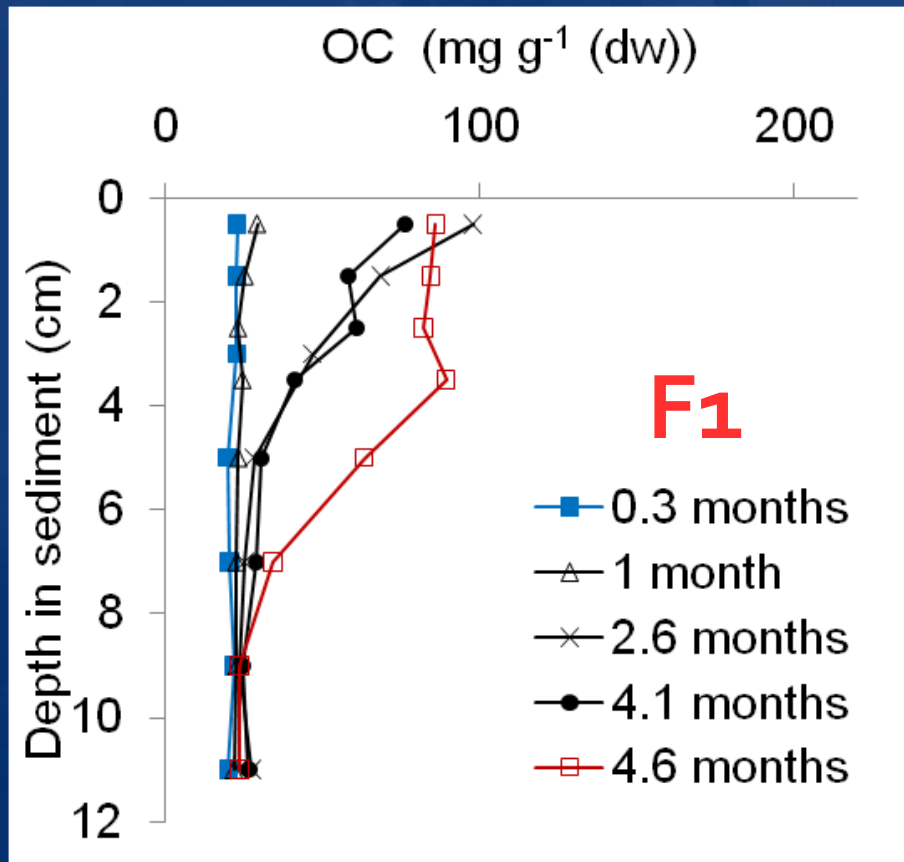 OC (mg g⁻¹ (dw))
0 100 200
Depth in sediment (cm)
0
2
4
6
8
10
12
F1
0.3 months
1 month
2.6 months
4.1 months
4.6 months